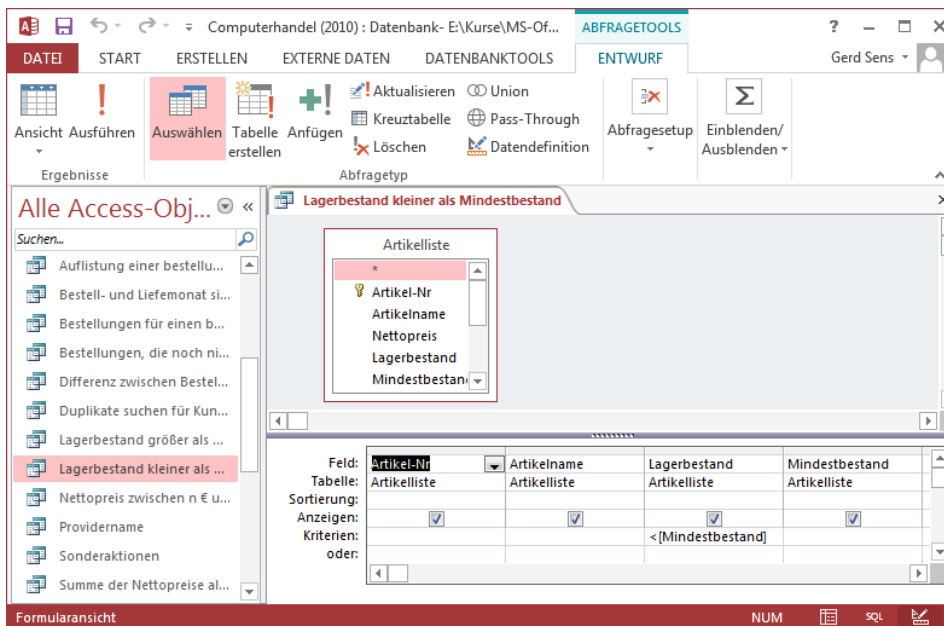 Computerhandel (2010) : Datenbank- E:\Kurse\MS-Of... ABFRAGETOOLS ?
DATEI START ERSTELLEN EXTERNE DATEN DATENBANKTOOLS ENTWURF Gerd Sens
Aktualisieren Union
Kreuztabelle Pass-Through
Löschen Datendefinition
Ansicht Ausführen Auswählen Tabelle erstellen Anfügen Abfragesetup Einblenden/
Ausblenden
Ergebnisse Abfragetyp
Alle Access-Obj... «
Suchen...
Auflistung einer bestellu...
Bestell- und Liefemonat si...
Bestellungen für einen b...
Bestellungen, die noch ni...
Differenz zwischen Bestel...
Duplikate suchen für Kun...
Lagerbestand größer als ...
Lagerbestand kleiner als ...
Nettopreis zwischen n € u...
Providername
Sonderaktionen
Summe der Nettopreise al...
Lagerbestand kleiner als Mindestbestand
Artikelliste
*
Artikel-Nr
Artikelname
Nettopreis
Lagerbestand
Mindestbestan
Feld: Artikel-Nr Artikelname Lagerbestand Mindestbestand
Tabelle: Artikelliste Artikelliste Artikelliste Artikelliste
Sortierung:
Anzeigen:
Kriterien: <[Mindestbestand]
oder:
Formularansicht NUM SQL